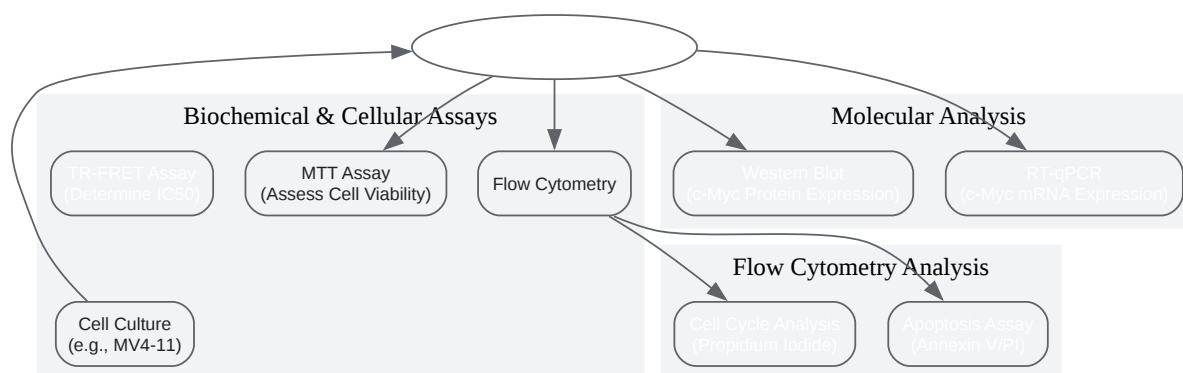 Biochemical & Cellular Assays
Molecular Analysis
TR-FRET Assay
(Determine IC50)
MTT Assay
(Assess Cell Viability)
Flow Cytometry
Western Blot
(c-Myc Protein Expression)
RT-qPCR
(c-Myc mRNA Expression)
Flow Cytometry Analysis
Cell Culture
(e.g., MV4-11)
Cell Cycle Analysis
(Propidium Iodide)
Apoptosis Assay
(Annexin V/PI)